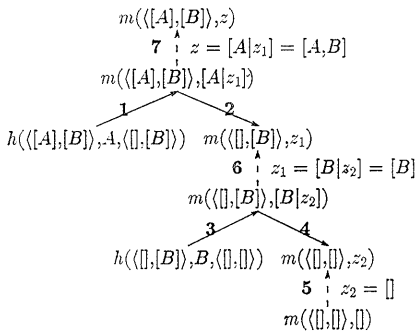 m(⟨[A],[B]⟩,z)
7 z = [A|z₁] = [A,B]
m(⟨[A],[B]⟩,[A|z₁])
1 2
h(⟨[A],[B]⟩,A,⟨[],[B]⟩) m(⟨[],[B]⟩,z₁)
6 z₁ = [B|z₂] = [B]
m(⟨[],[B]⟩,[B|z₂])
3 4
h(⟨[],[B]⟩,B,⟨[],[]⟩) m(⟨[],[]⟩,z₂)
5 z₂ = []
m(⟨[],[]⟩,[])